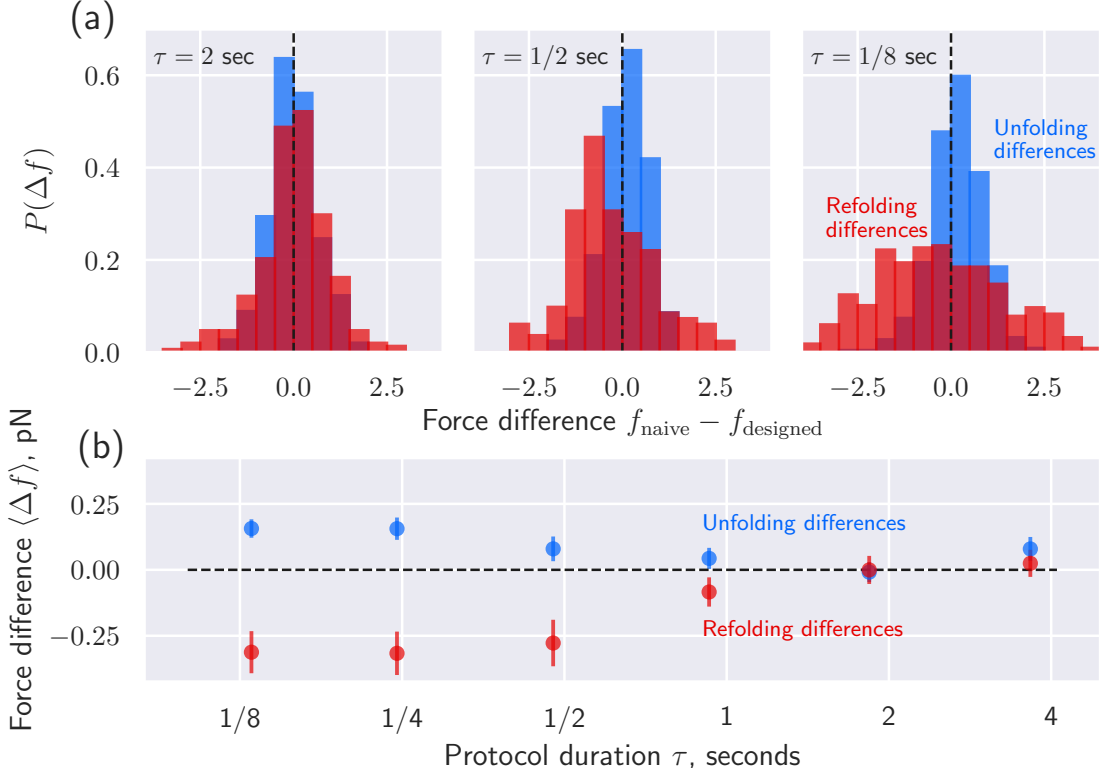 (a)
τ = 2 sec
τ = 1/2 sec
τ = 1/8 sec
Unfolding
differences
Refolding
differences
P(Δf)
0.6
0.4
0.2
0.0
−2.5 0.0 2.5
−2.5 0.0 2.5
−2.5 0.0 2.5
Force difference f_naive − f_designed
(b)
Force difference ⟨Δf⟩, pN
0.25
0.00
−0.25
Unfolding differences
Refolding differences
1/8 1/4 1/2 1 2 4
Protocol duration τ, seconds